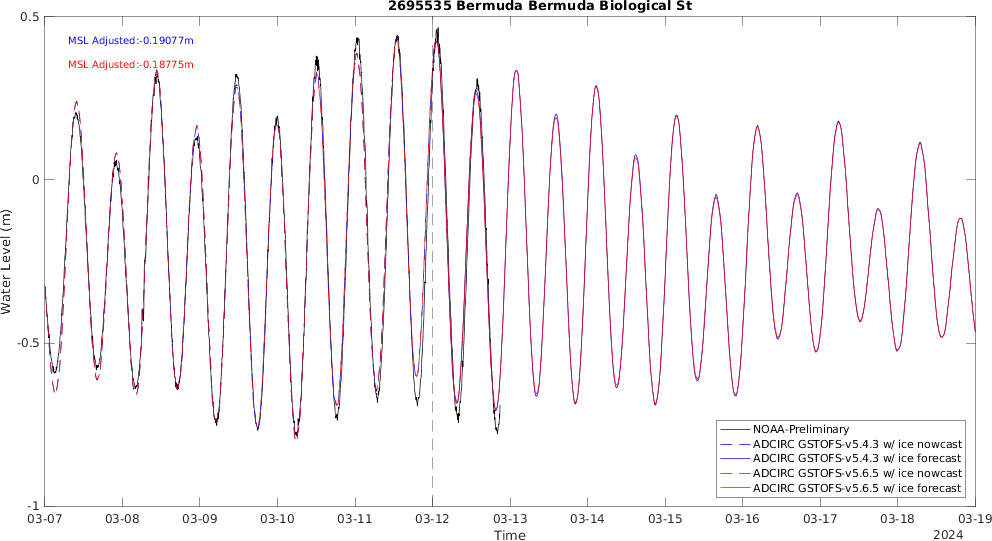 2695535 Bermuda Bermuda Biological St
MSL Adjusted:-0.19077m
MSL Adjusted:-0.18775m
Water Level (m)
0.5
0
-0.5
-1
NOAA-Preliminary
ADCIRC GSTOFS-v5.4.3 w/ ice nowcast
ADCIRC GSTOFS-v5.4.3 w/ ice forecast
ADCIRC GSTOFS-v5.6.5 w/ ice nowcast
ADCIRC GSTOFS-v5.6.5 w/ ice forecast
03-07 03-08 03-09 03-10 03-11 03-12 03-13 03-14 03-15 03-16 03-17 03-18 03-19
Time
2024